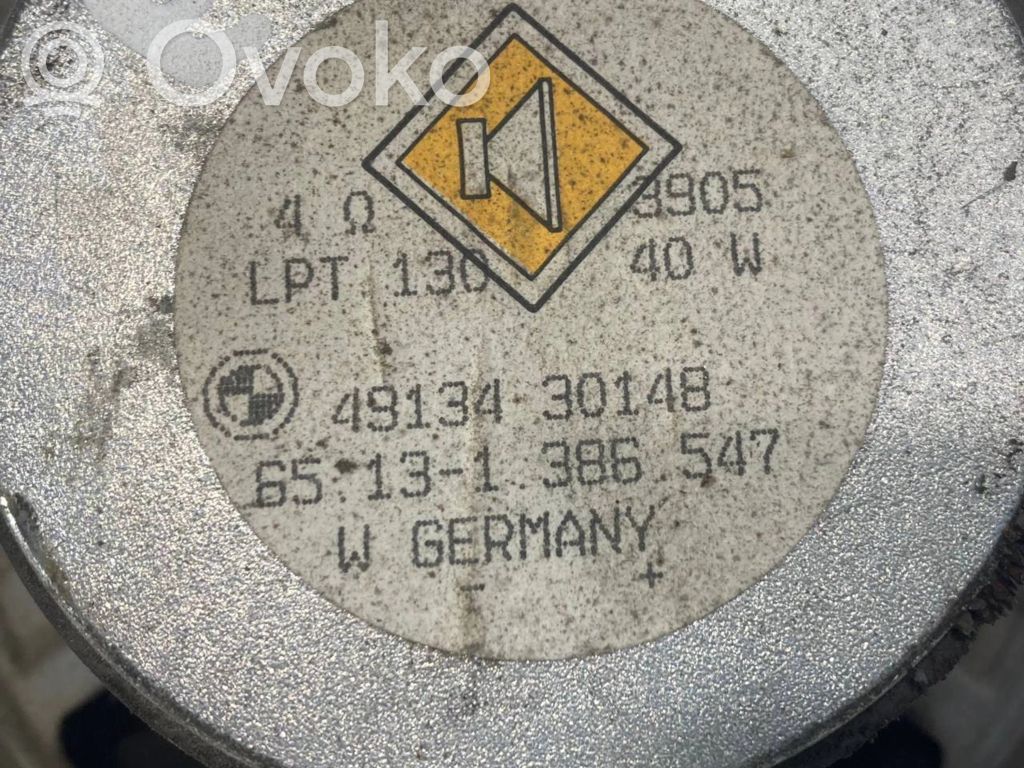 Ovoko
4 Ω 8905
LPT 130 40 W
49134 30148
65.13-1 386 547
W GERMANY
- +